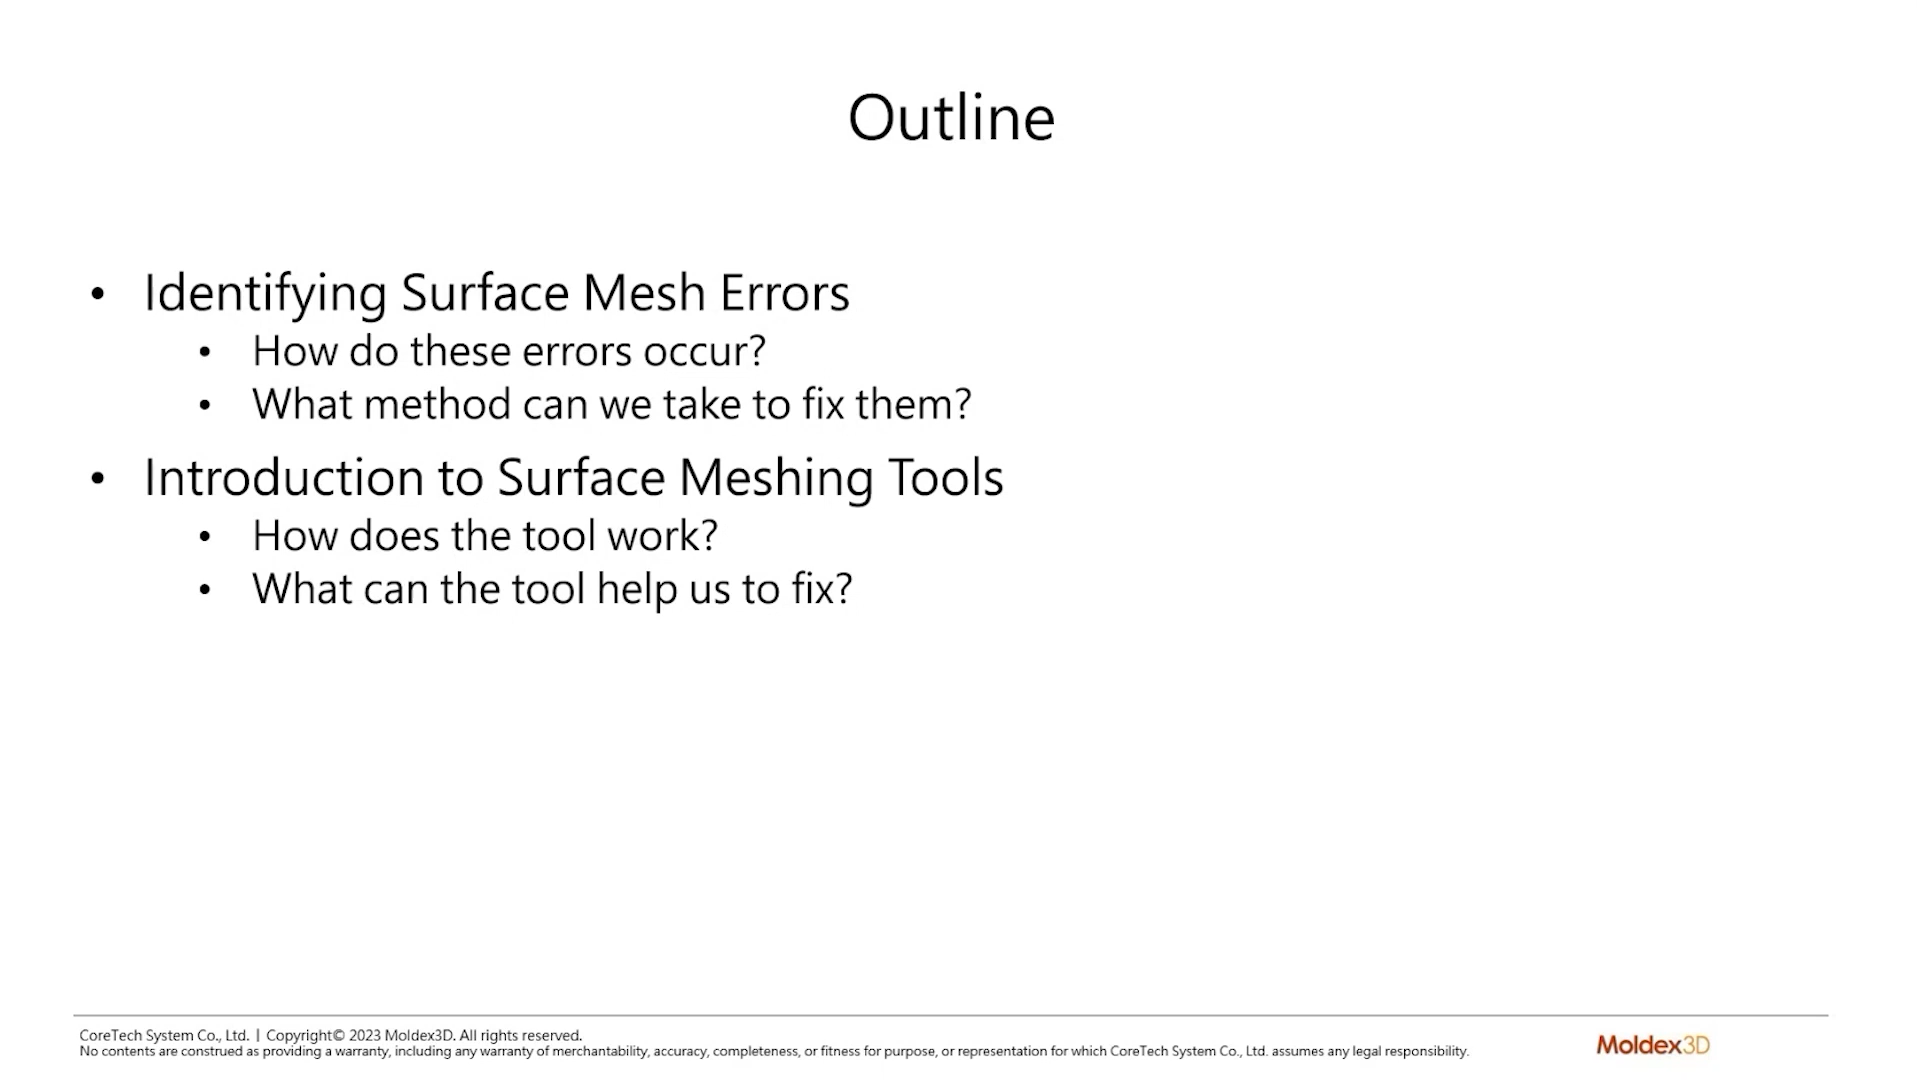 Outline
• Identifying Surface Mesh Errors
• How do these errors occur?
• What method can we take to fix them?
• Introduction to Surface Meshing Tools
• How does the tool work?
• What can the tool help us to fix?
CoreTech System Co., Ltd. | Copyright© 2023 Moldex3D. All rights reserved.
No contents are construed as providing a warranty, including any warranty of merchantability, accuracy, completeness, or fitness for purpose, or representation for which CoreTech System Co., Ltd. assumes any legal responsibility.
Moldex3D